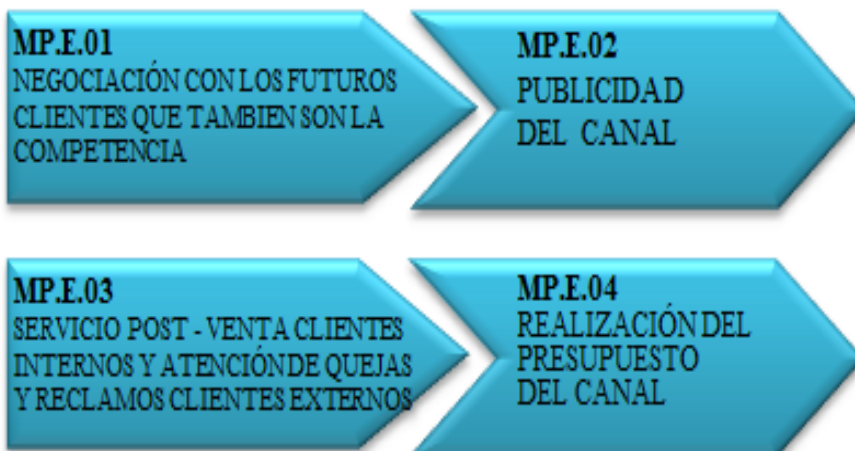 MP.E.01
NEGOCIACIÓN CON LOS FUTUROS
CLIENTES QUE TAMBIEN SON LA
COMPETENCIA
MP.E.02
PUBLICIDAD
DEL CANAL
MP.E.03
SERVICIO POST - VENTA CLIENTES
INTERNOS Y ATENCIÓN DE QUEJAS
Y RECLAMOS CLIENTES EXTERNOS
MP.E.04
REALIZACIÓN DEL
PRESUPUESTO
DEL CANAL